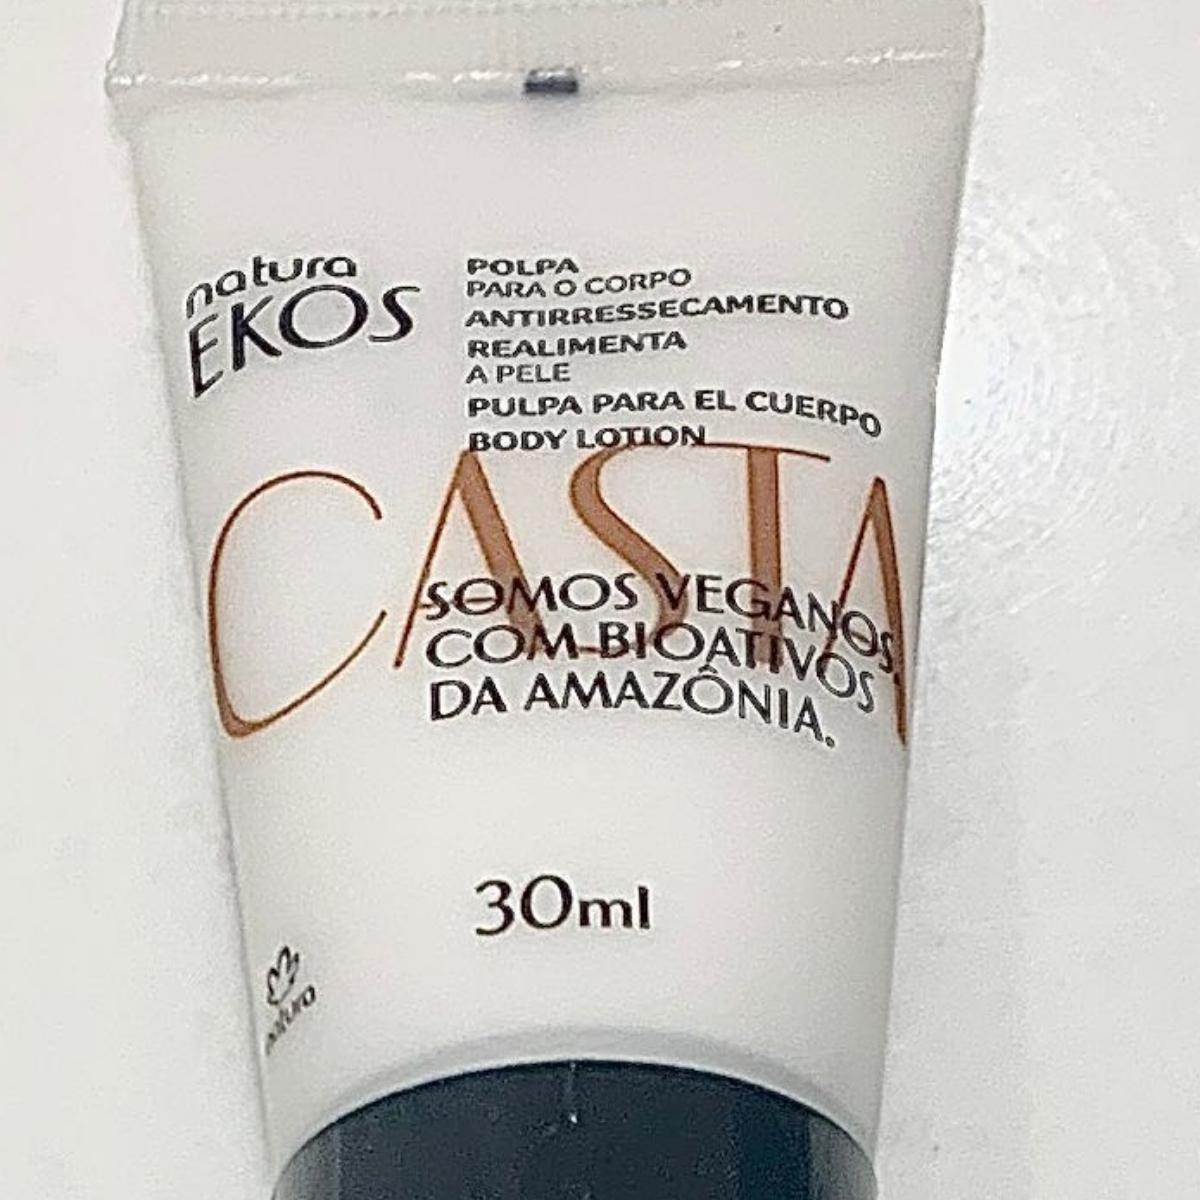 natura
EKOS
POLPA
PARA O CORPO
ANTIRRESSECAMENTO
REALIMENTA
A PELE
PULPA PARA EL CUERPO
BODY LOTION
CASTA
SOMOS VEGANOS,
COM BIOATIVOS
DA AMAZÔNIA.
30ml
natura